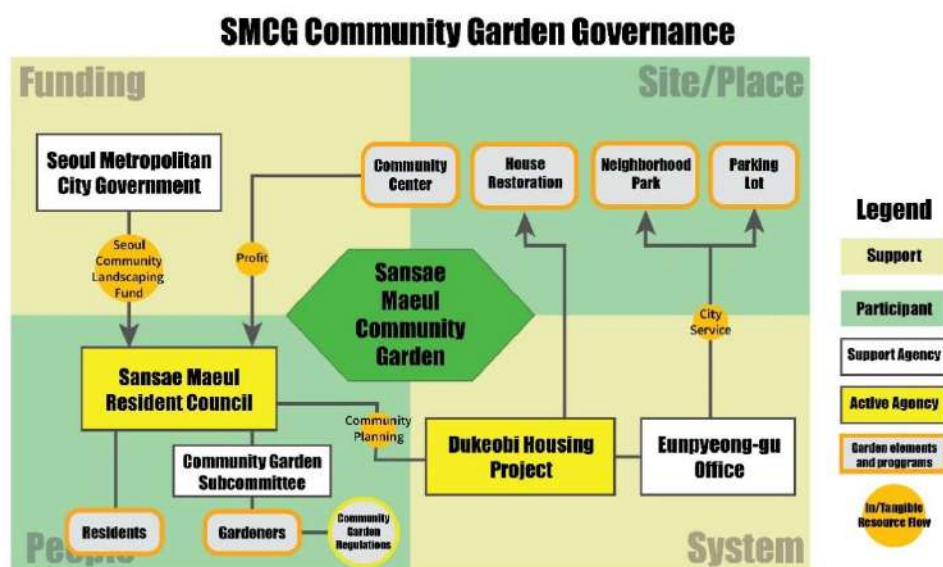 SMCG Community Garden Governance
Funding
Site/Place
Seoul Metropolitan
City Government
Community
Center
House
Restoration
Neighborhood
Park
Parking
Lot
Seoul
Community
Landscaping
Fund
Profit
Sansae
Maeul
Community
Garden
City
Service
Sansae Maeul
Resident Council
Community
Planning
Dukeobi Housing
Project
Eunpyeong-gu
Office
Community Garden
Subcommittee
Residents
Gardeners
Community
Garden
Regulations
People
System
Legend
Support
Participant
Support Agency
Active Agency
Garden elements
and proggrams
In/Tangible
Resource Flow